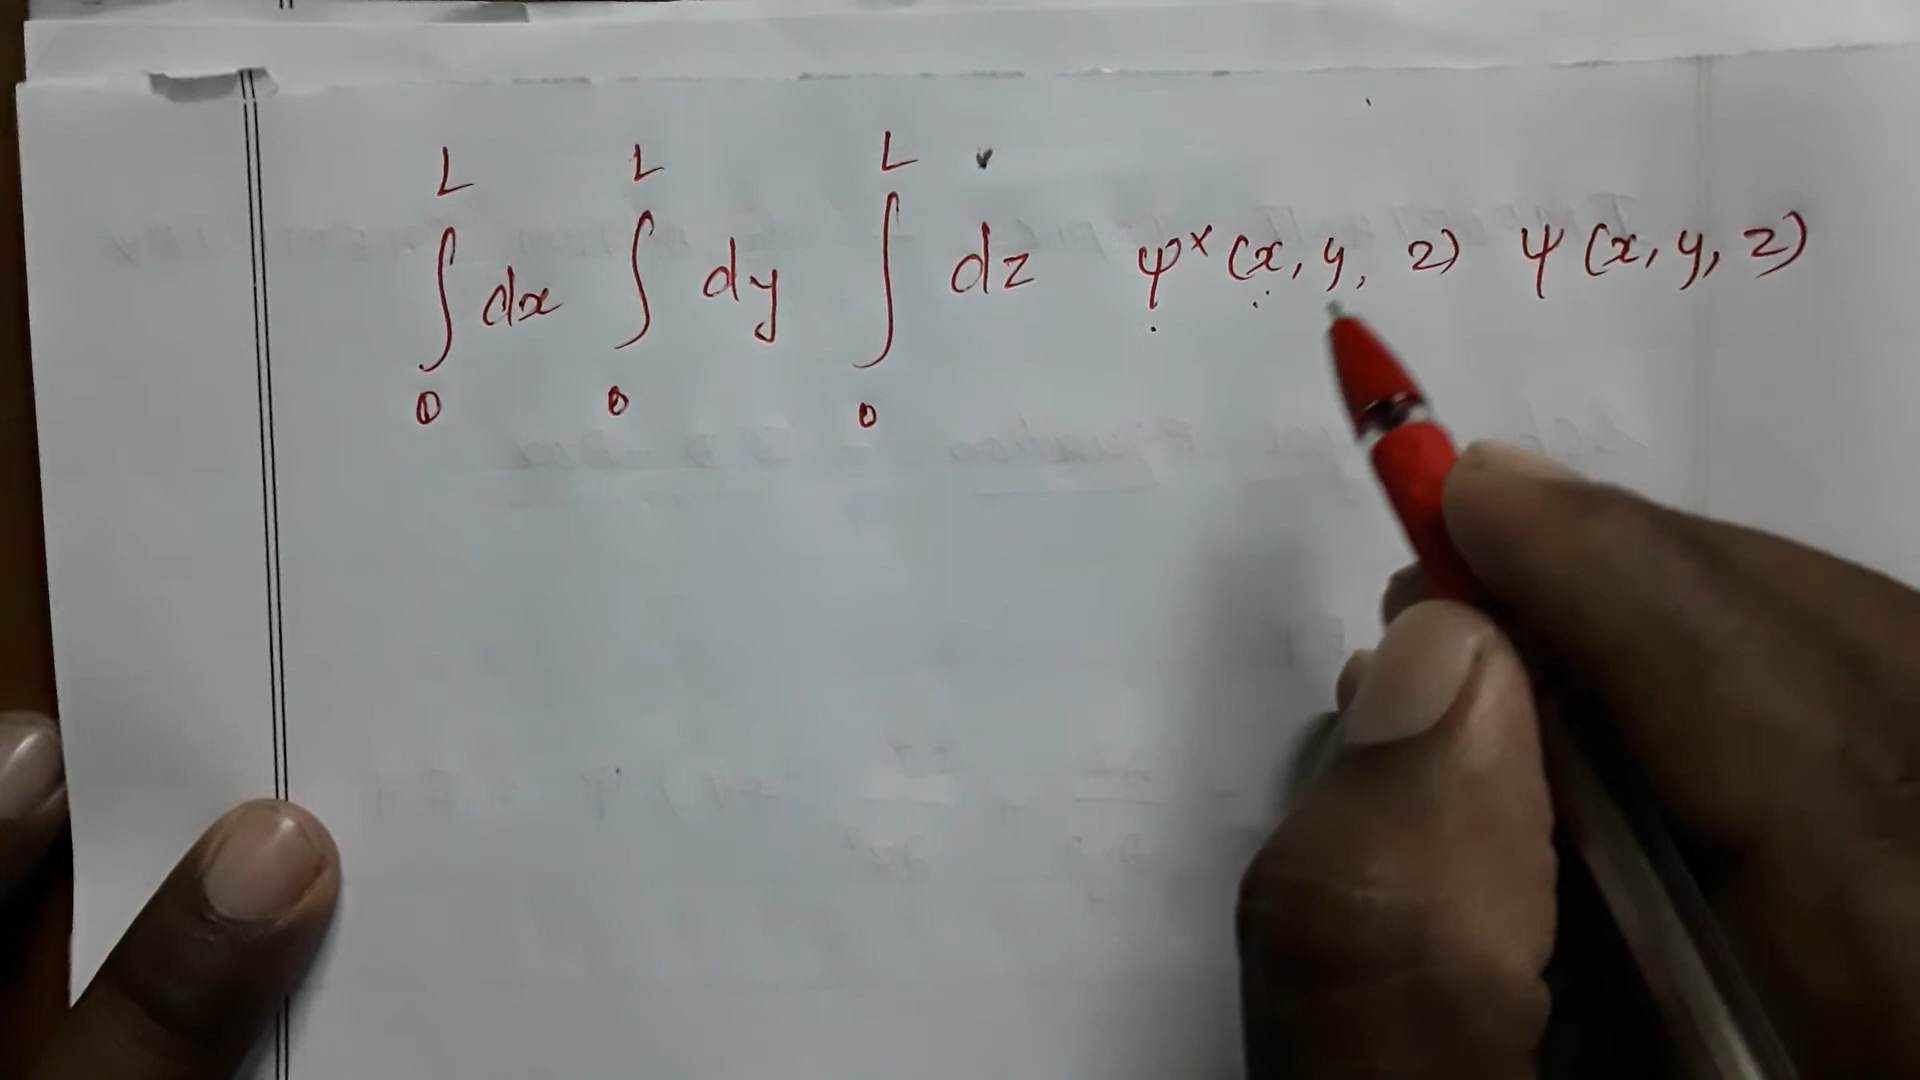 ∫₀ᴸ dx ∫₀ᴸ dy ∫₀ᴸ dz ψ* (x, y, z) ψ (x, y, z)